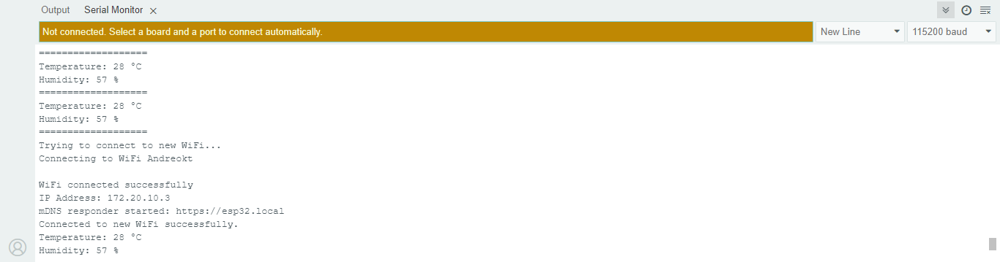 Output Serial Monitor
Not connected. Select a board and a port to connect automatically. New Line 115200 baud
===================
Temperature: 28 °C
Humidity: 57 %
===================
Temperature: 28 °C
Humidity: 57 %
===================
Trying to connect to new WiFi...
Connecting to WiFi Andreokt
WiFi connected successfully
IP Address: 172.20.10.3
mDNS responder started: https://esp32.local
Connected to new WiFi successfully.
Temperature: 28 °C
Humidity: 57 %